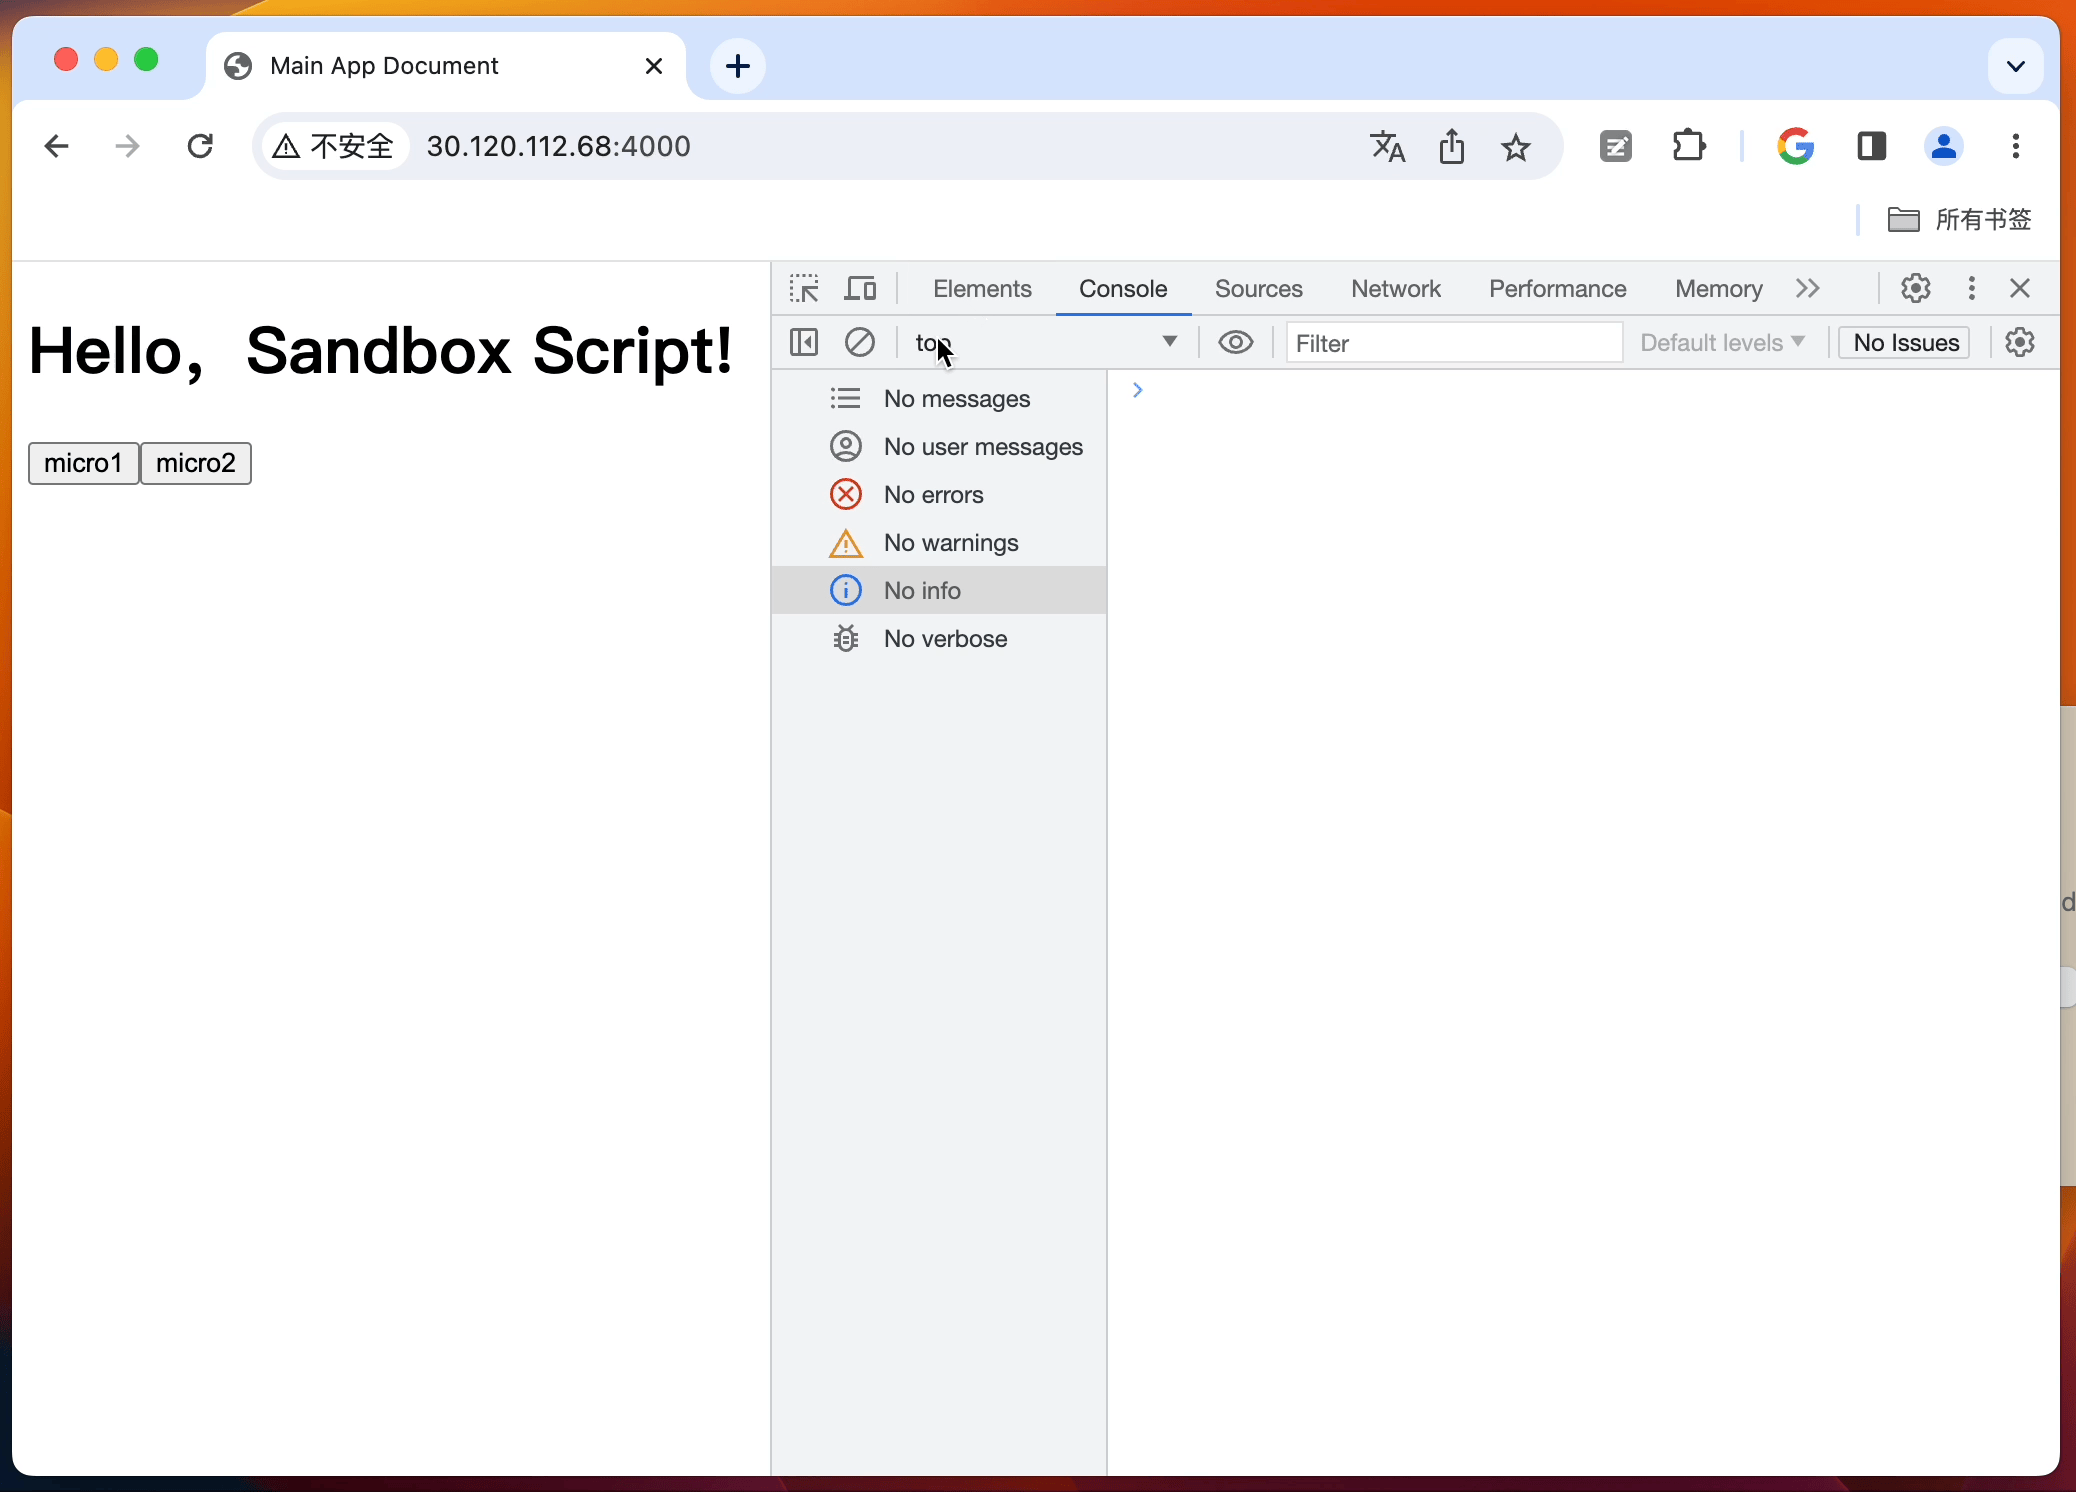 Main App Document
不安全 30.120.112.68:4000
所有书签
Elements Console Sources Network Performance Memory
top Filter Default levels No Issues
Hello，Sandbox Script!
micro1 micro2
No messages
No user messages
No errors
No warnings
No info
No verbose
d